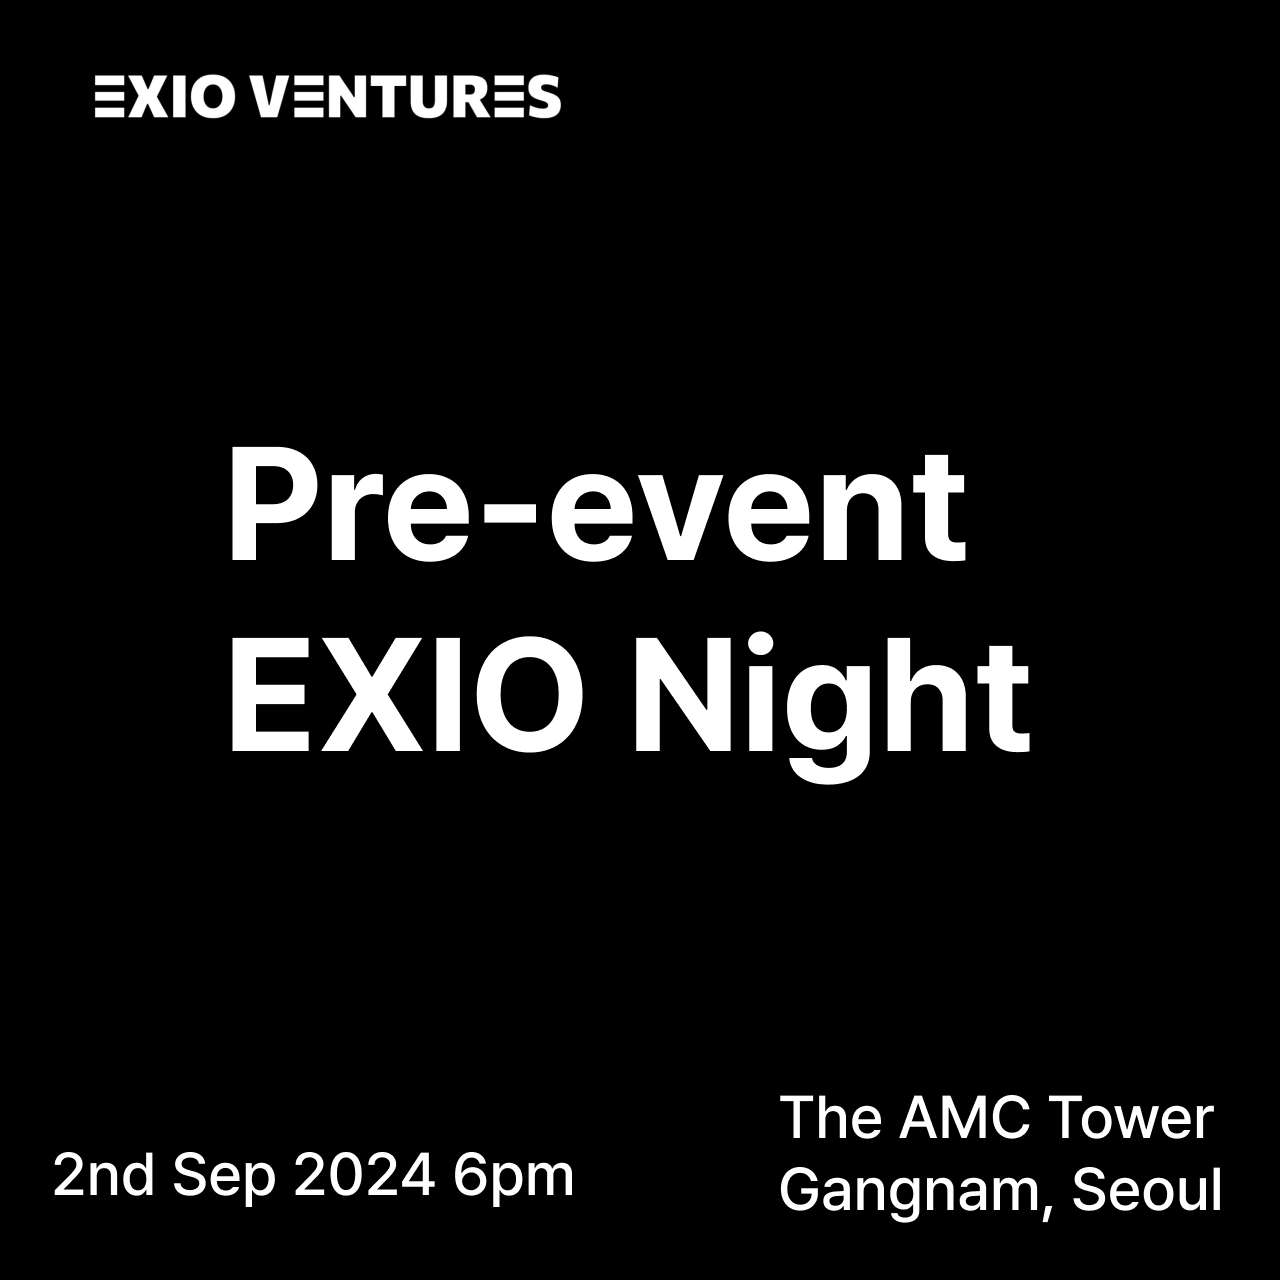 EXIO VENTURES
Pre-event
EXIO Night
2nd Sep 2024 6pm
The AMC Tower
Gangnam, Seoul